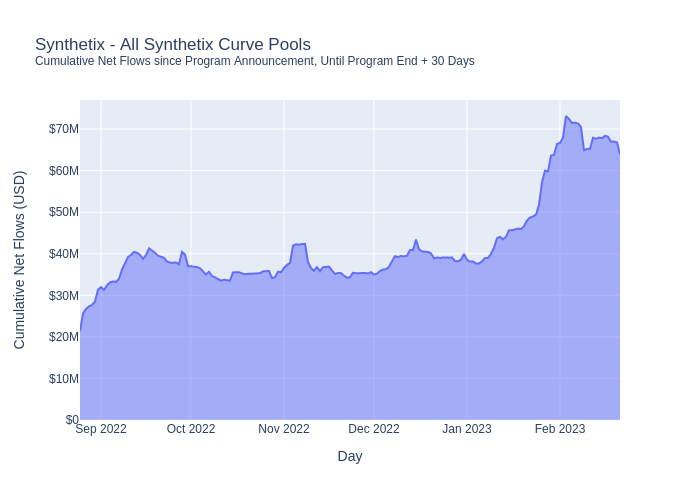 Synthetix - All Synthetix Curve Pools
Cumulative Net Flows since Program Announcement, Until Program End + 30 Days
Cumulative Net Flows (USD)
$70M
$60M
$50M
$40M
$30M
$20M
$10M
$0
Sep 2022 Oct 2022 Nov 2022 Dec 2022 Jan 2023 Feb 2023
Day